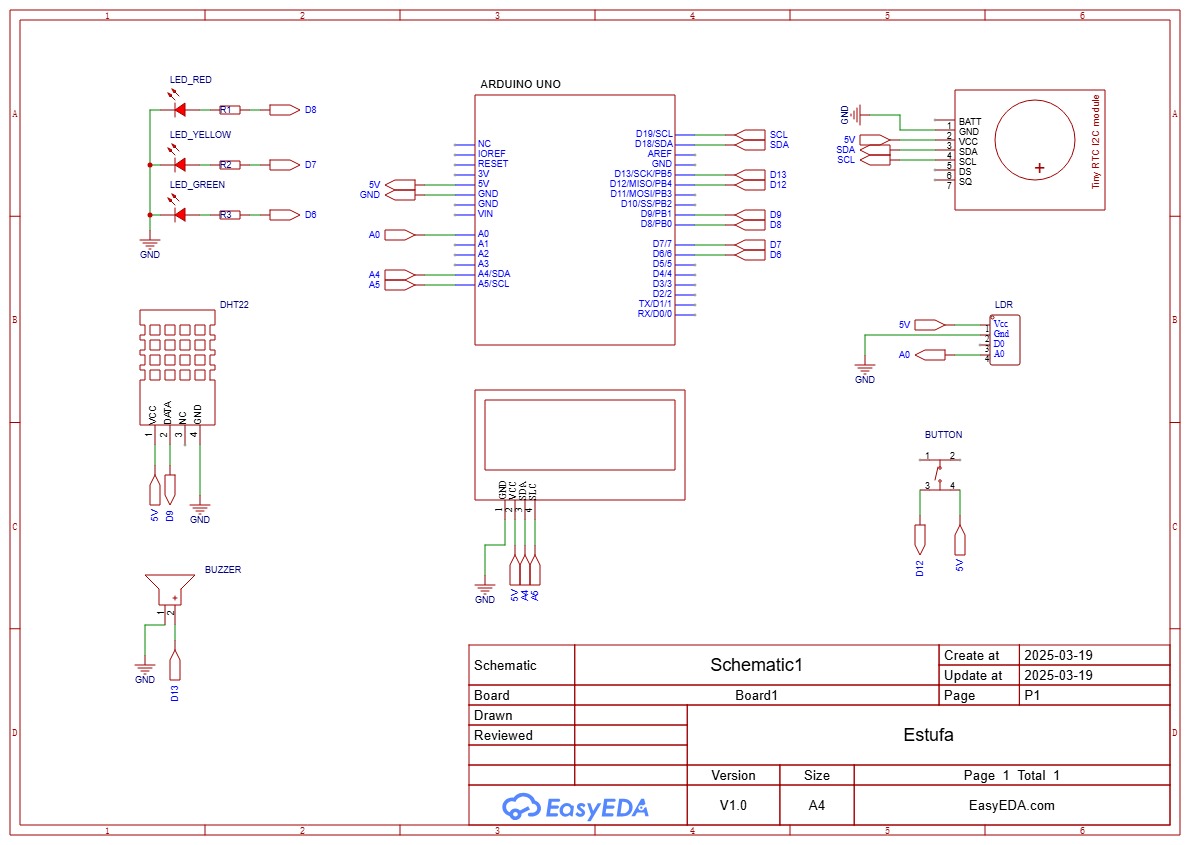 1 2 3 4 5 6
A
B
C
D
LED_RED
R1 D8
LED_YELLOW
R2 D7
LED_GREEN
R3 D6
GND
DHT22
VCC DATA NC GND
1 2 3 4
5V D9 GND
BUZZER
1 2
GND D13
ARDUINO UNO
NC
IOREF
RESET
3V
5V 5V
GND GND
GND
VIN
A0 A0
A1
A2
A3
A4 A4/SDA
A5 A5/SCL
D19/SCL SCL
D18/SDA SDA
AREF
GND
D13/SCK/PB5 D13
D12/MISO/PB4 D12
D11/MOSI/PB3
D10/SS/PB2
D9/PB1 D9
D8/PB0 D8
D7/7 D7
D6/6 D6
D5/5
D4/4
D3/3
D2/2
TX/D1/1
RX/D0/0
GND VCC SDA SLC
1 2 3 4
GND 5V A4 A5
GND
5V
SDA
SCL
BATT
1 GND
2 VCC
3 SDA
4 SCL
5 DS
6 SQ
7
Tiny RTC I2C module
LDR
5V Vcc
1 Gnd
2 D0
3 A0
4
A0
GND
BUTTON
1 2
3 4
D12 5V
Schematic Schematic1 Create at 2025-03-19
Update at 2025-03-19
Board Board1 Page P1
Drawn
Reviewed Estufa
Version Size Page 1 Total 1
EasyEDA V1.0 A4 EasyEDA.com
A
B
C
D
1 2 3 4 5 6